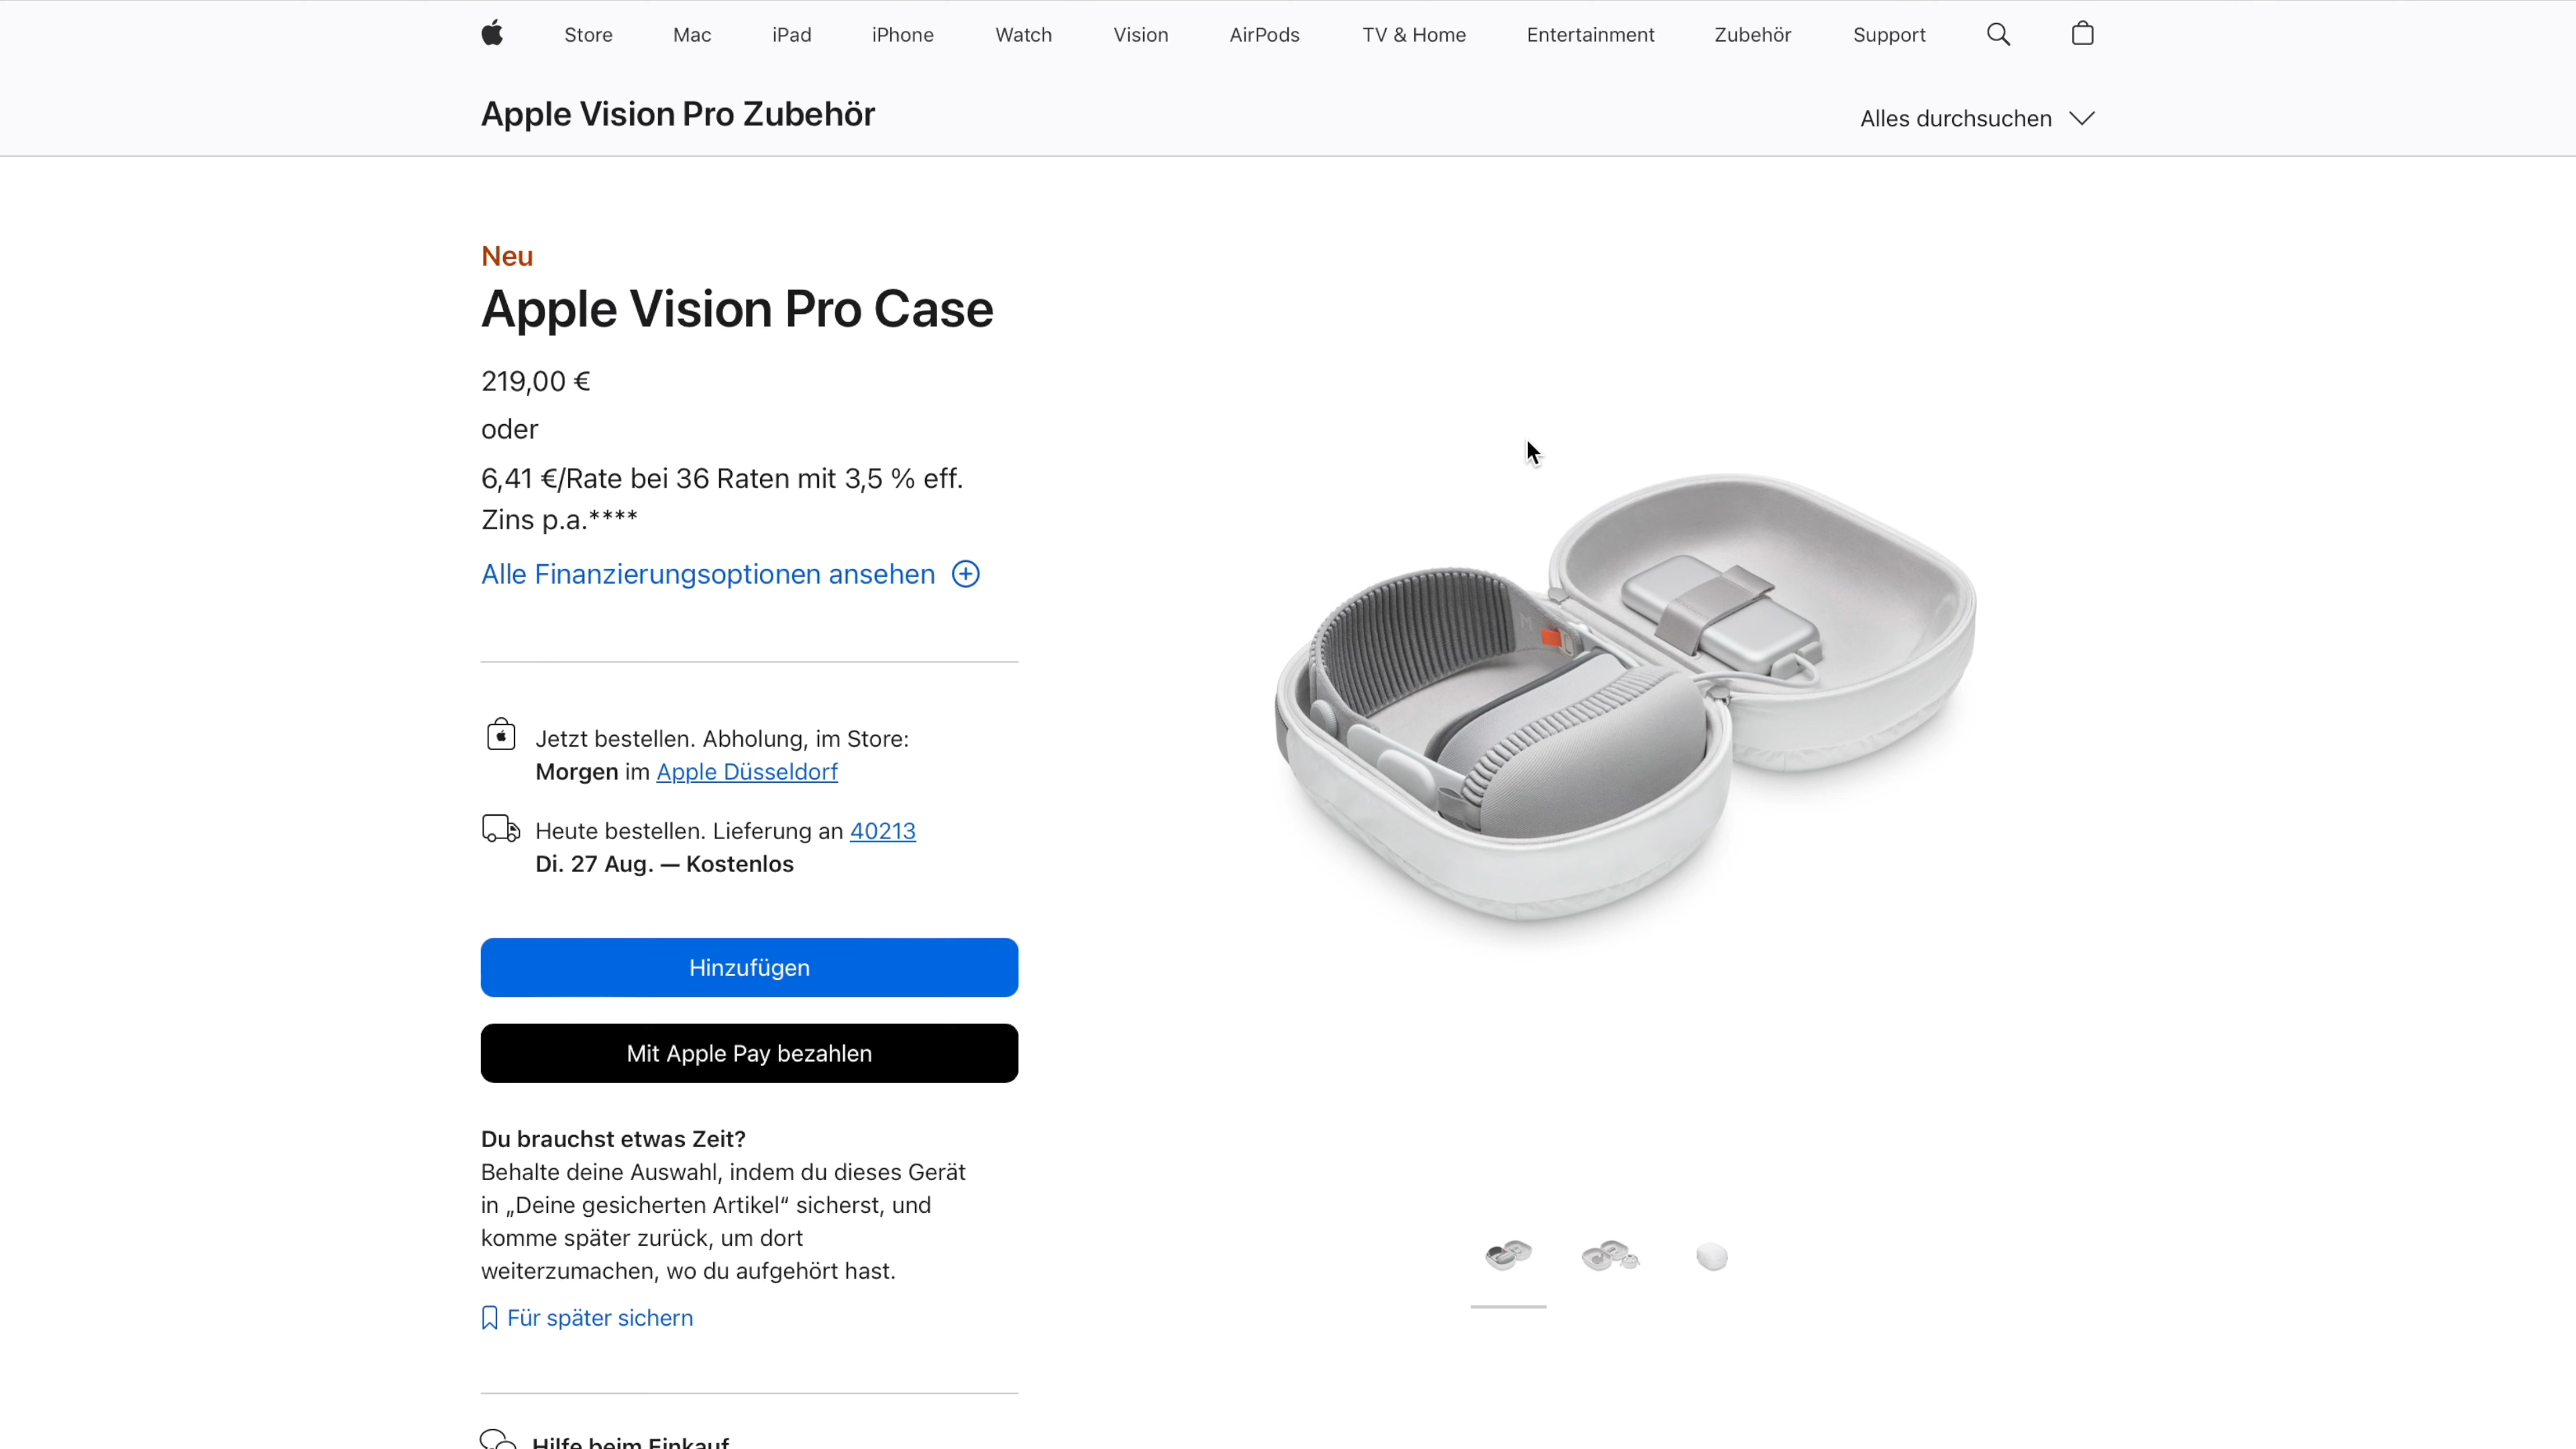 Store
Mac
iPad
iPhone
Watch
Vision
AirPods
TV & Home
Entertainment
Zubehör
Support
Apple Vision Pro Zubehör
Alles durchsuchen
Neu
Apple Vision Pro Case
219,00 €
oder
6,41 €/Rate bei 36 Raten mit 3,5 % eff.
Zins p.a.****
Alle Finanzierungsoptionen ansehen
Jetzt bestellen. Abholung, im Store:
Morgen im Apple Düsseldorf
Heute bestellen. Lieferung an 40213
Di. 27 Aug. — Kostenlos
Hinzufügen
Mit Apple Pay bezahlen
Du brauchst etwas Zeit?
Behalte deine Auswahl, indem du dieses Gerät
in „Deine gesicherten Artikel“ sicherst, und
komme später zurück, um dort
weiterzumachen, wo du aufgehört hast.
Für später sichern
Hilfe beim Einkauf